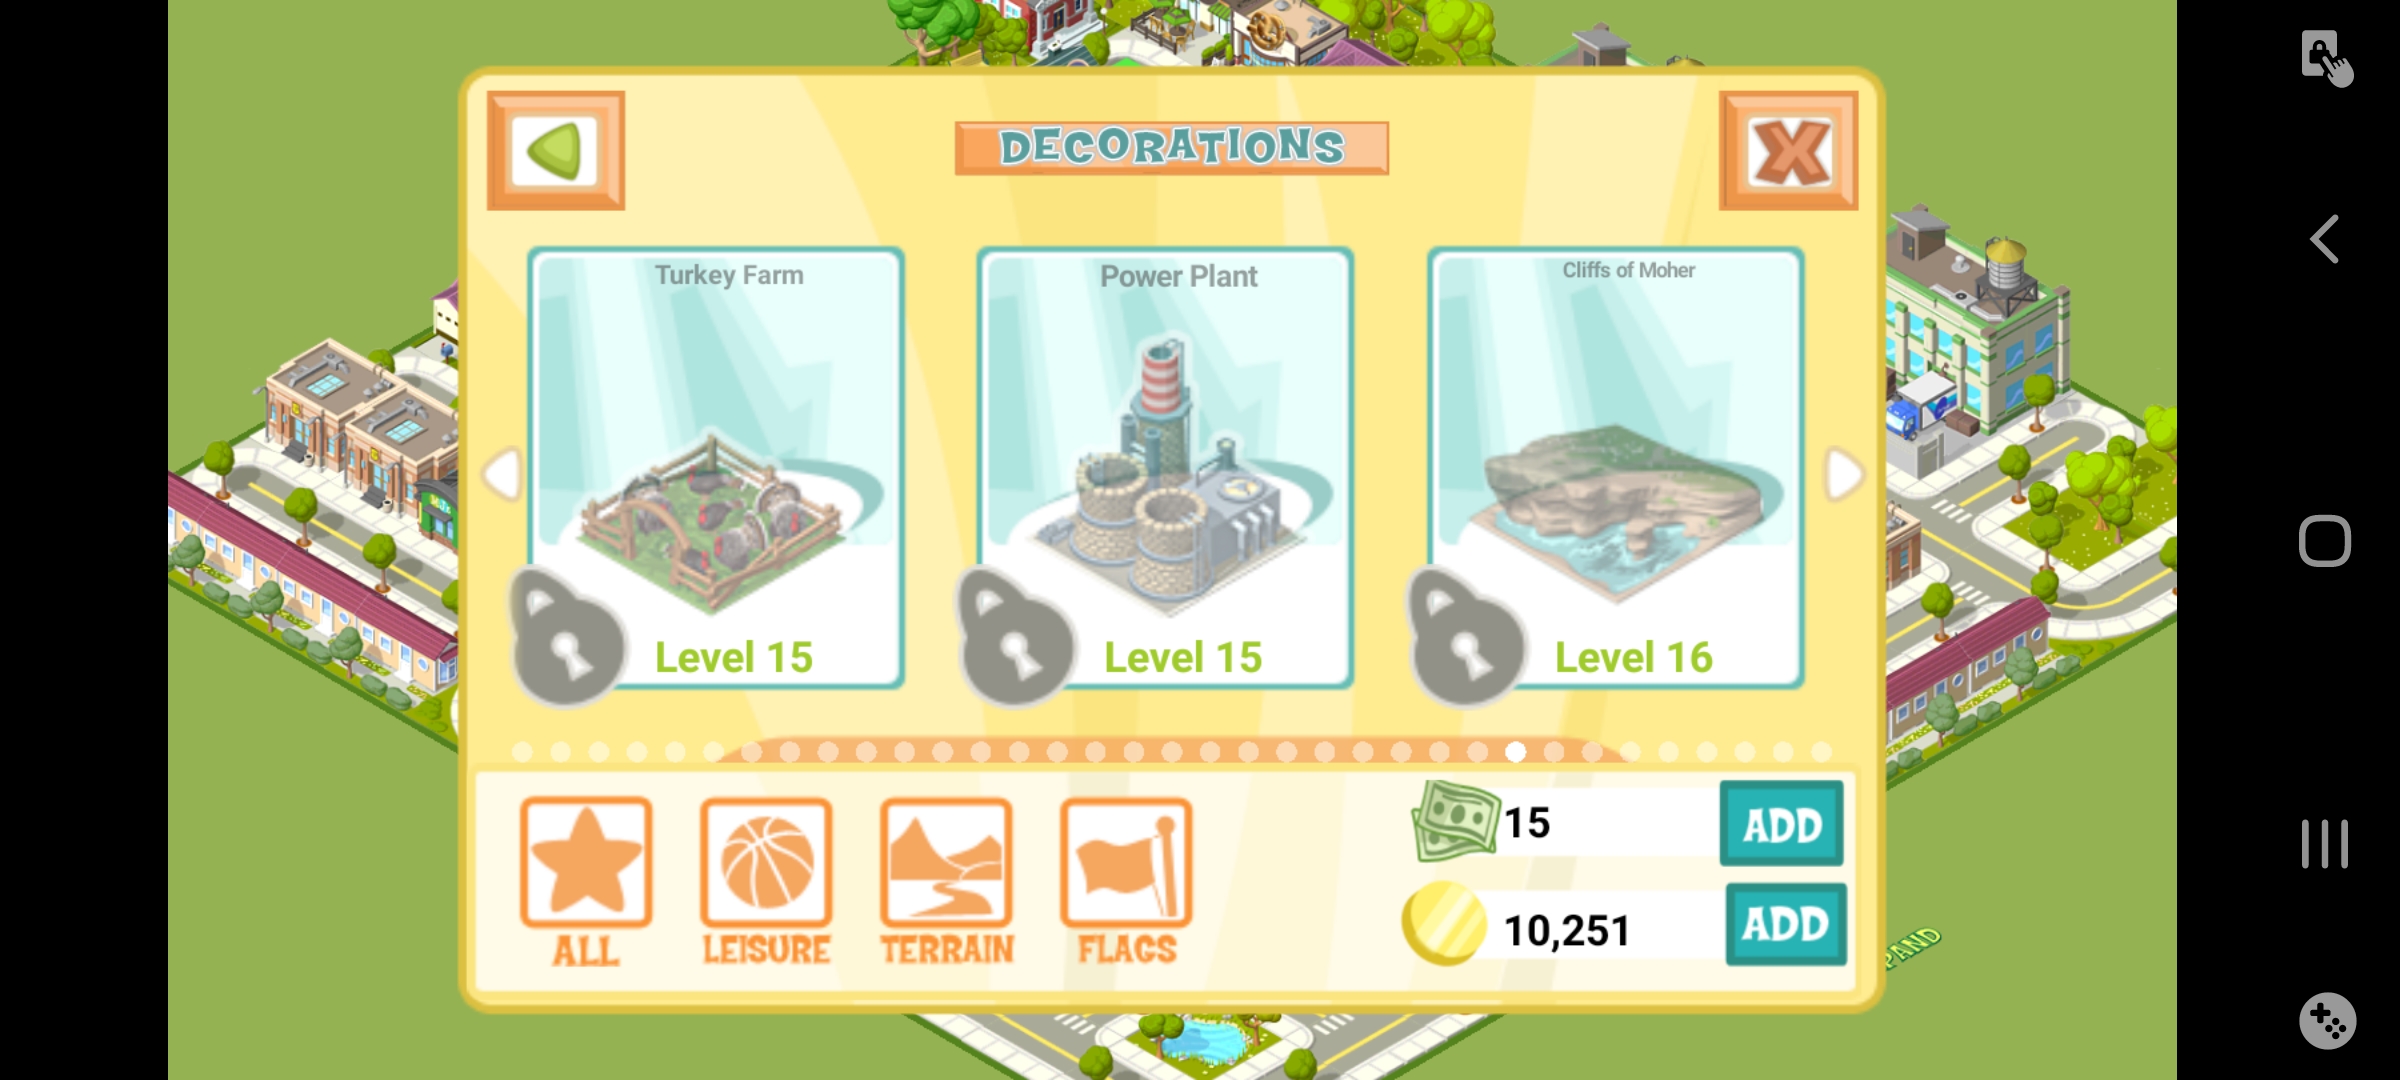 DECORATIONS
Turkey Farm
Power Plant
Cliffs of Moher
Level 15
Level 15
Level 16
ALL
LEISURE
TERRAIN
FLAGS
15
ADD
10,251
ADD
PAND